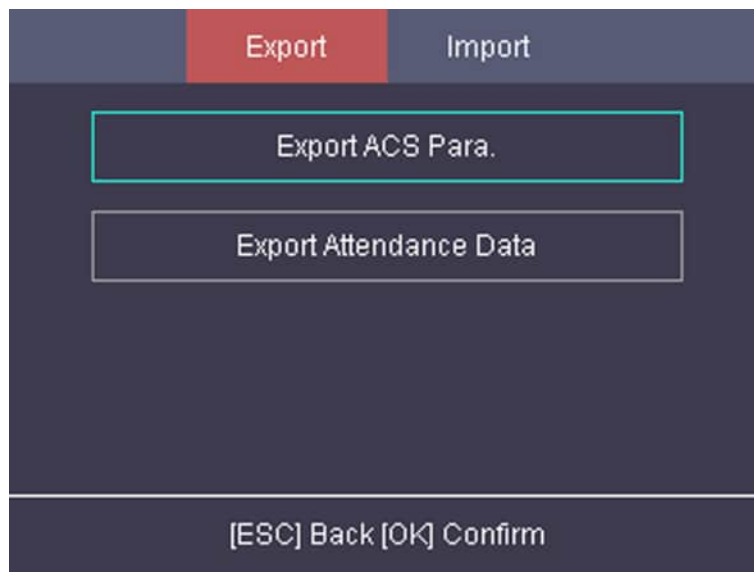 Export Import
Export ACS Para.
Export Attendance Data
[ESC] Back [OK] Confirm